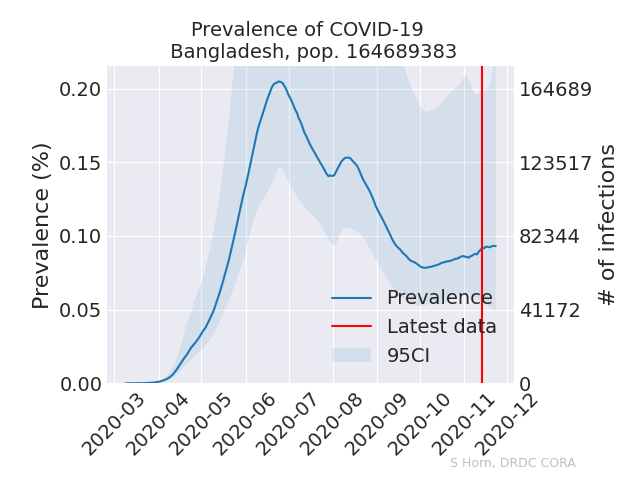 Prevalence of COVID-19
Bangladesh, pop. 164689383
Prevalence (%)
0.20
0.15
0.10
0.05
0.00
164689
123517
82344
41172
0
# of infections
Prevalence
Latest data
95CI
2020-03
2020-04
2020-05
2020-06
2020-07
2020-08
2020-09
2020-10
2020-11
2020-12
S Horn, DRDC CORA